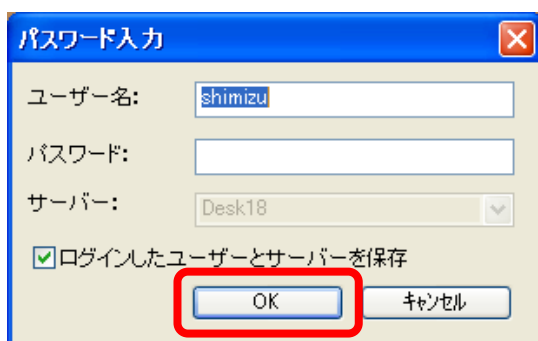 パスワード入力
ユーザー名: shimizu
パスワード:
サーバー: Desk18
ログインしたユーザーとサーバーを保存
OK キャンセル